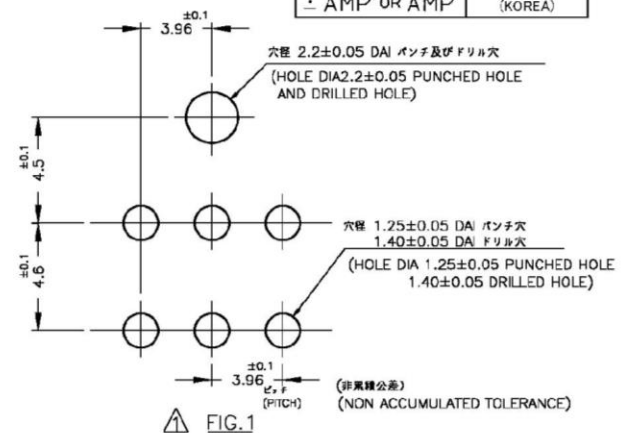 AMP OR AMP
(KOREA)
±0.1
3.96
穴径 2.2±0.05 DAI パンチ及びドリル穴
(HOLE DIA2.2±0.05 PUNCHED HOLE
AND DRILLED HOLE)
±0.1
4.5
穴径 1.25±0.05 DAI パンチ穴
1.40±0.05 DAI ドリル穴
(HOLE DIA 1.25±0.05 PUNCHED HOLE
1.40±0.05 DRILLED HOLE)
±0.1
4.6
±0.1
3.96
ピッチ
(PITCH)
(非累積公差)
(NON ACCUMULATED TOLERANCE)
1 FIG.1